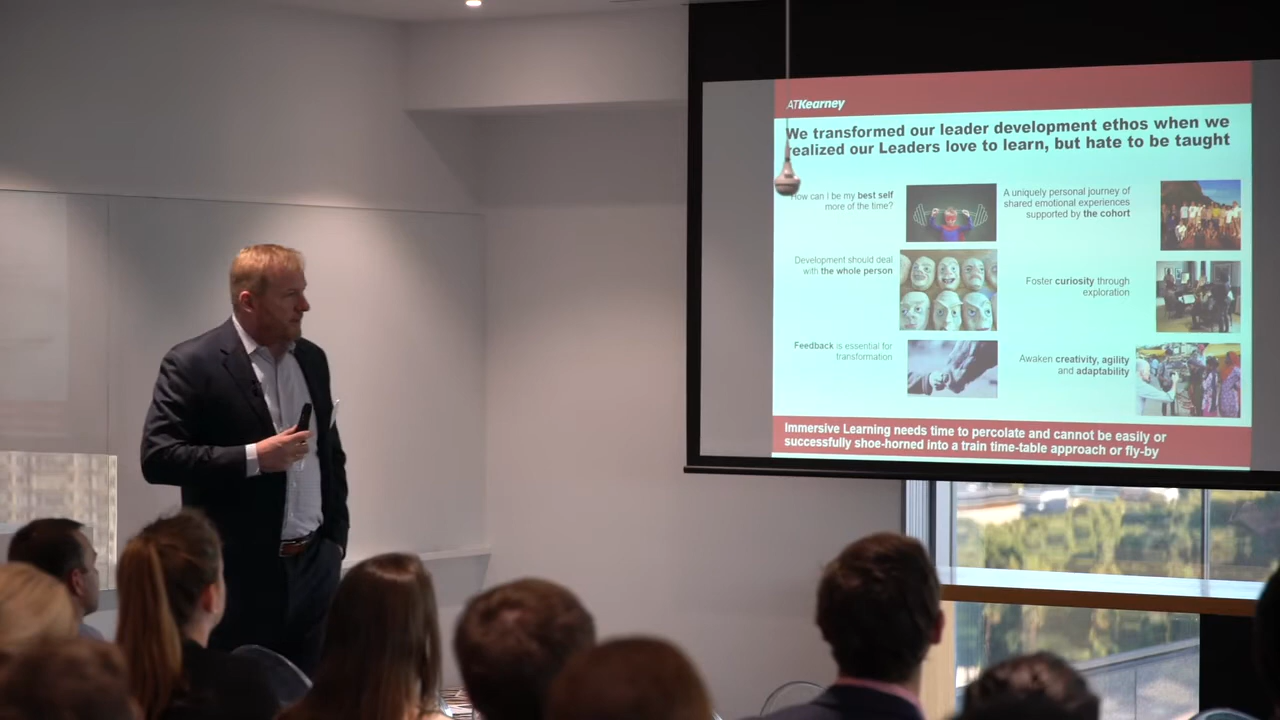 ATKearney
We transformed our leader development ethos when we
realized our Leaders love to learn, but hate to be taught
How can i be my best self
more of the time?
Development should deal
with the whole person
Feedback is essential for
transformation
A uniquely personal journey of
shared emotional experiences
supported by the cohort
Foster curiosity through
exploration
Awaken creativity, agility
and adaptability
Immersive Learning needs time to percolate and cannot be easily or
successfully shoe-horned into a train time-table approach or fly-by